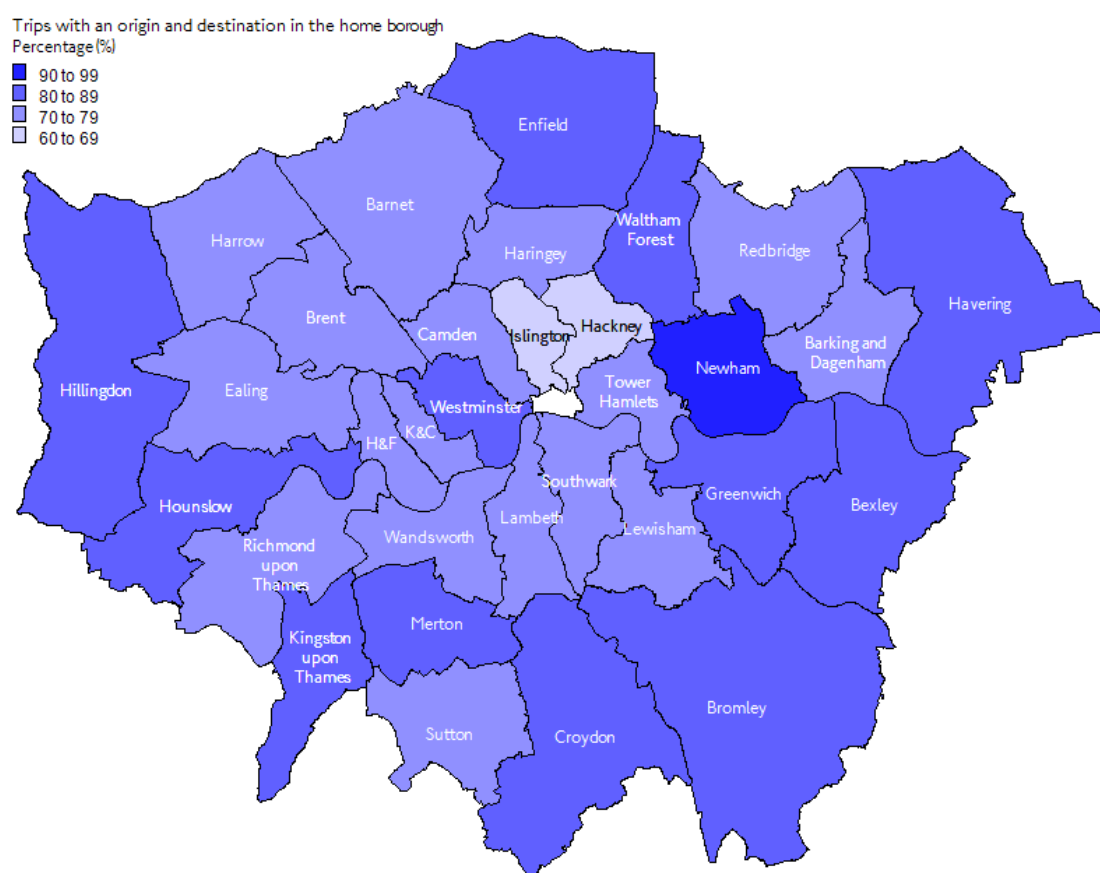 Trips with an origin and destination in the home borough
Percentage (%)
90 to 99
80 to 89
70 to 79
60 to 69
Enfield
Barnet
Waltham
Forest
Harrow
Haringey
Redbridge
Havering
Brent
Camden
Islington
Hackney
Barking and
Dagenham
Newham
Hillingdon
Ealing
Tower
Hamlets
Westminster
K&C
H&F
Southwark
Greenwich
Hounslow
Bexley
Lambeth
Lewisham
Wandsworth
Richmond
upon
Thames
Merton
Kingston
upon
Thames
Bromley
Sutton
Croydon